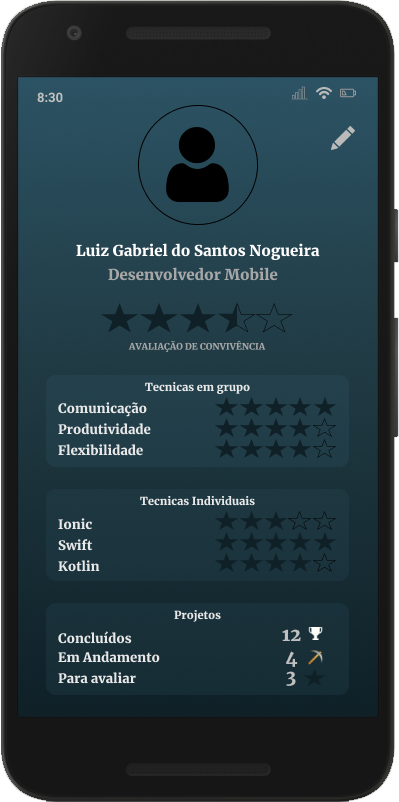 8:30
Luiz Gabriel do Santos Nogueira
Desenvolvedor Mobile
AVALIAÇÃO DE CONVIVÊNCIA
Tecnicas em grupo
Comunicação
Produtividade
Flexibilidade
Tecnicas Individuais
Ionic
Swift
Kotlin
Projetos
Concluídos 12
Em Andamento 4
Para avaliar 3